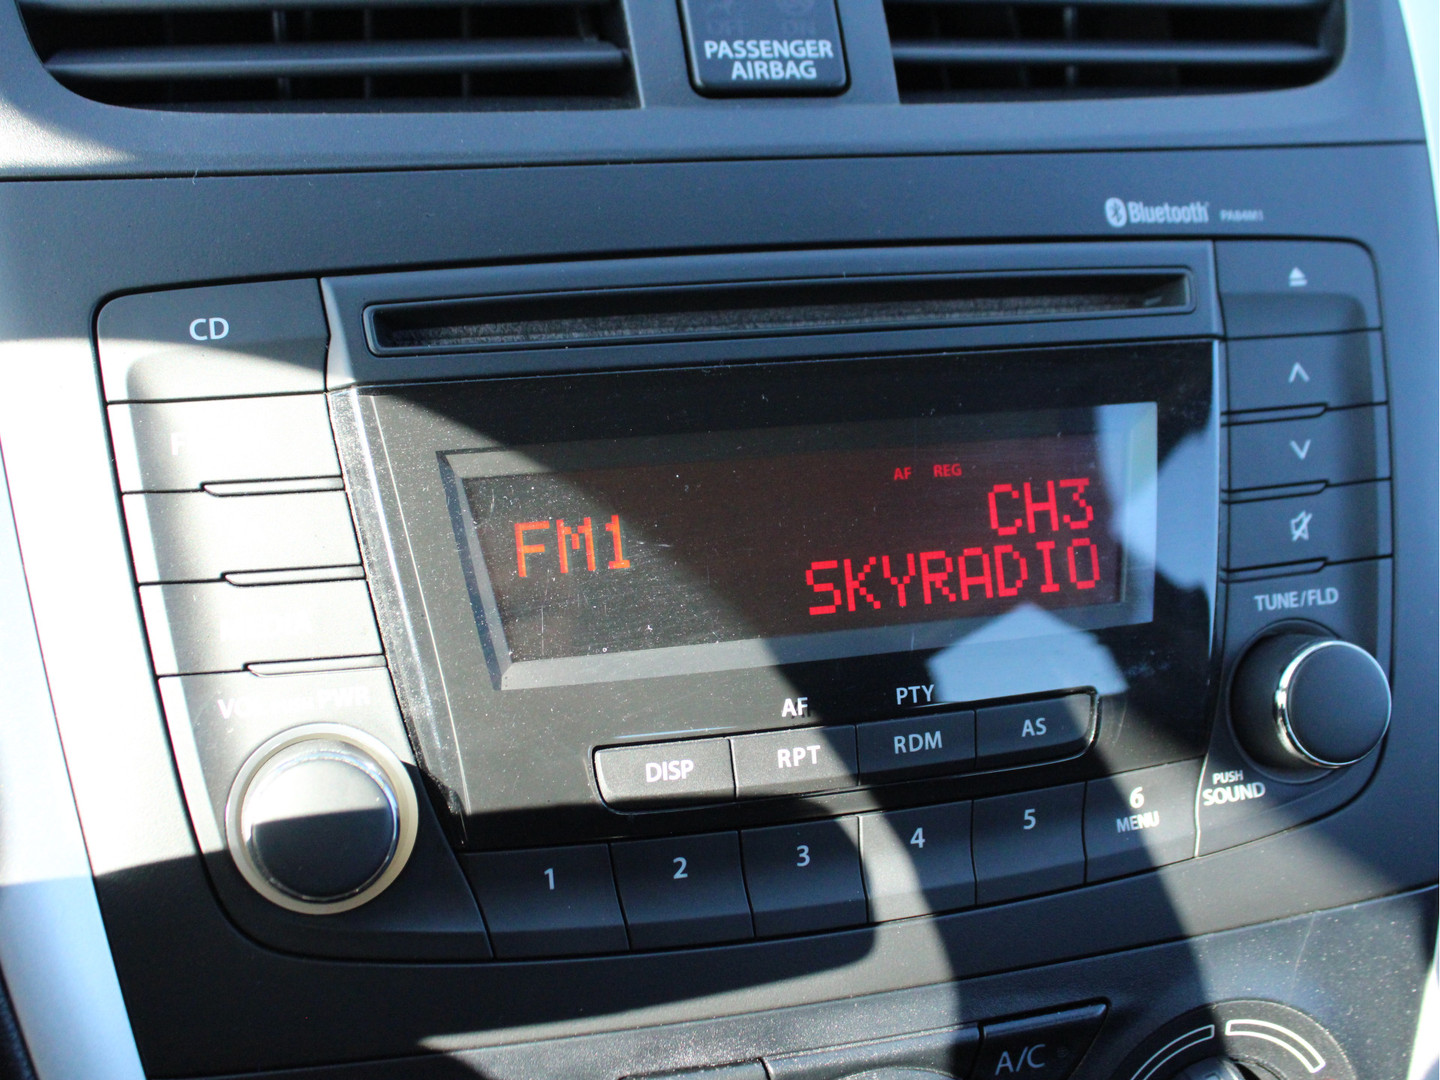 PASSENGER
AIRBAG
Bluetooth PA84M1
CD
AF REG
CH3
FM1
SKYRADIO
TUNE/FLD
AF PTY
DISP RPT RDM AS
PUSH
SOUND
1 2 3 4 5 6
MENU
A/C